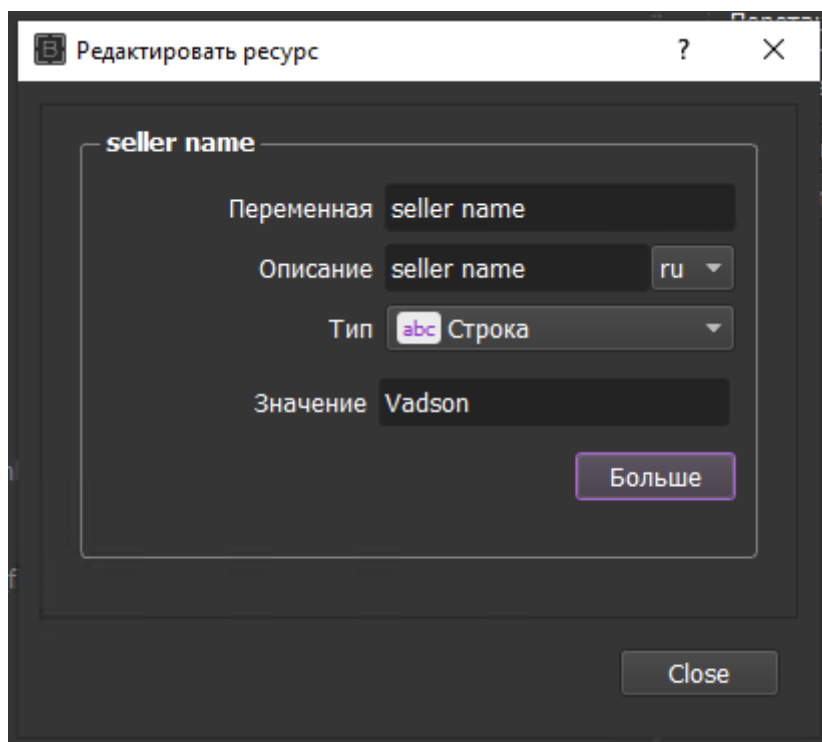 B Редактировать ресурс ?
seller name
Переменная seller name
Описание seller name ru
Тип abc Строка
Значение Vadson
Больше
Close